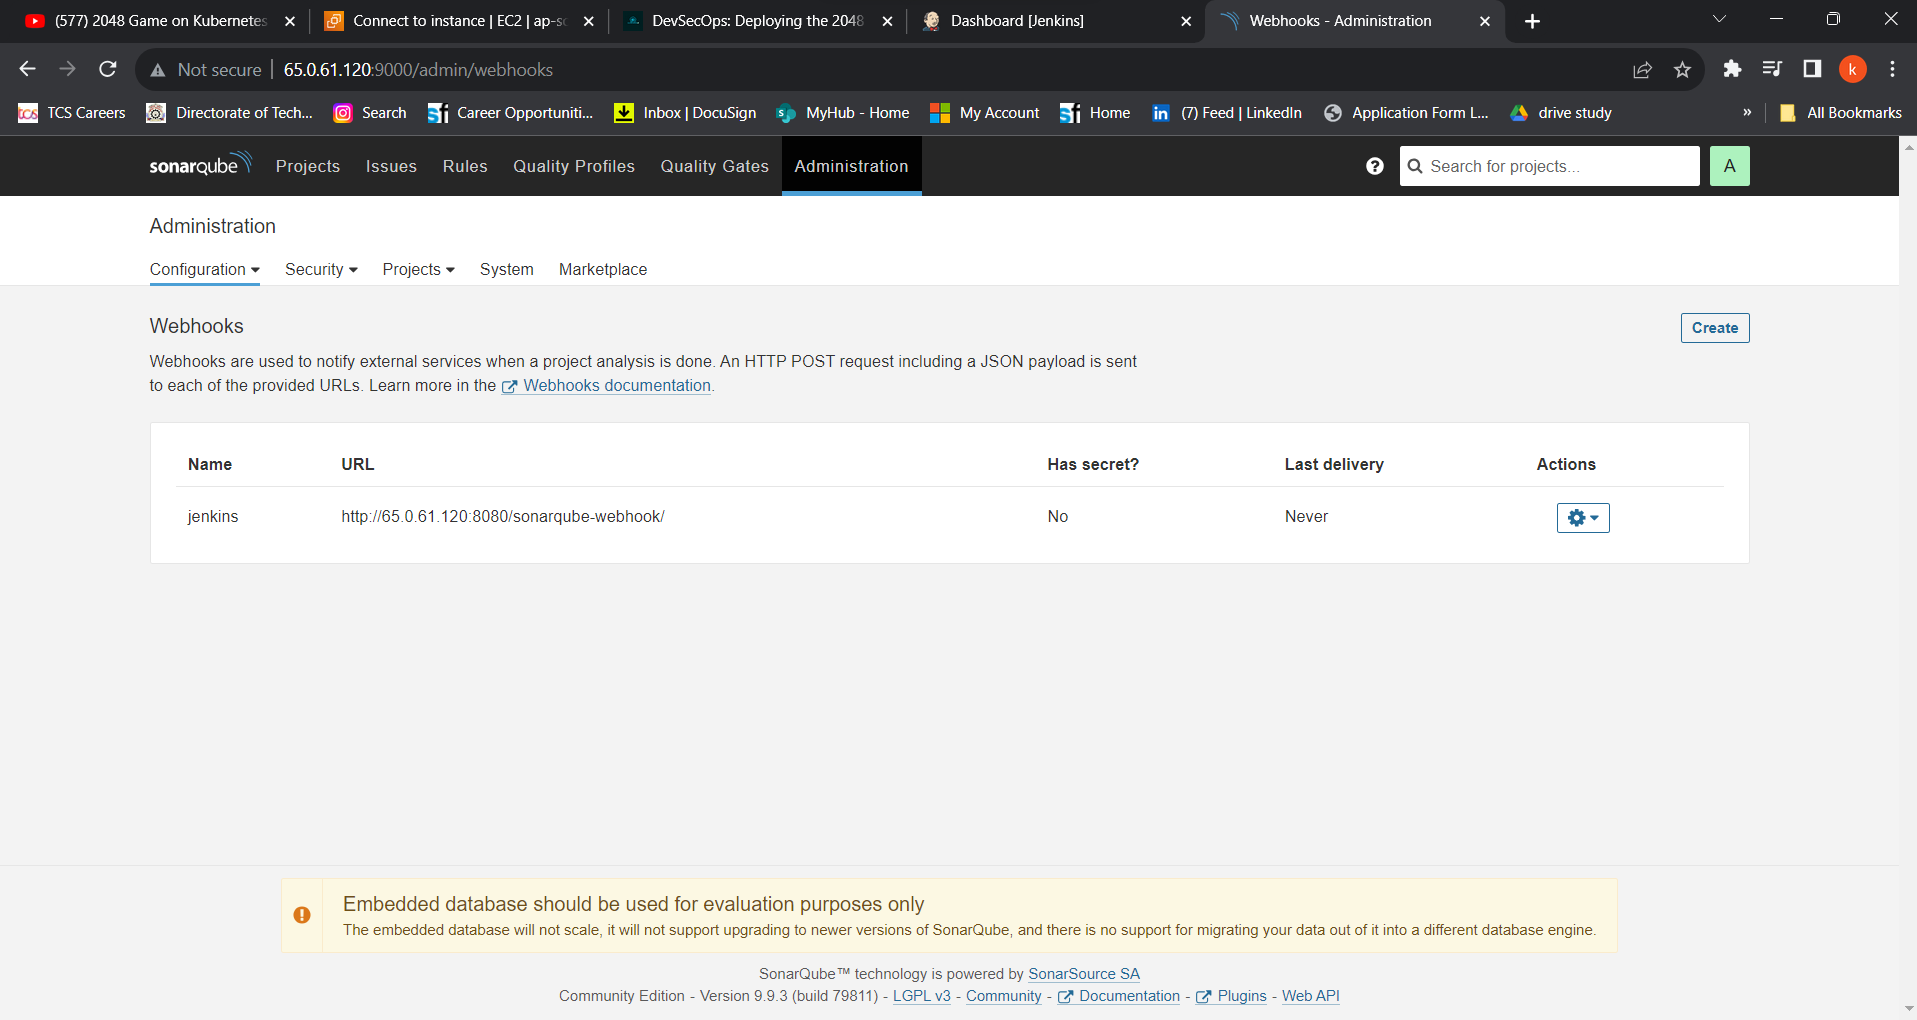 (577) 2048 Game on Kubernetes
Connect to instance | EC2 | ap-so
DevSecOps: Deploying the 2048
Dashboard [Jenkins]
Webhooks - Administration
Not secure
65.0.61.120:9000/admin/webhooks
k
tcs TCS Careers
Directorate of Tech...
Search
Career Opportuniti...
Inbox | DocuSign
MyHub - Home
My Account
Home
(7) Feed | LinkedIn
Application Form L...
drive study
»
All Bookmarks
sonarqube
Projects
Issues
Rules
Quality Profiles
Quality Gates
Administration
Search for projects...
A
Administration
Configuration
Security
Projects
System
Marketplace
Webhooks
Create
Webhooks are used to notify external services when a project analysis is done. An HTTP POST request including a JSON payload is sent
to each of the provided URLs. Learn more in the Webhooks documentation.
Name URL Has secret? Last delivery Actions
jenkins http://65.0.61.120:8080/sonarqube-webhook/ No Never
Embedded database should be used for evaluation purposes only
The embedded database will not scale, it will not support upgrading to newer versions of SonarQube, and there is no support for migrating your data out of it into a different database engine.
SonarQube™ technology is powered by SonarSource SA
Community Edition - Version 9.9.3 (build 79811) - LGPL v3 - Community - Documentation - Plugins - Web API